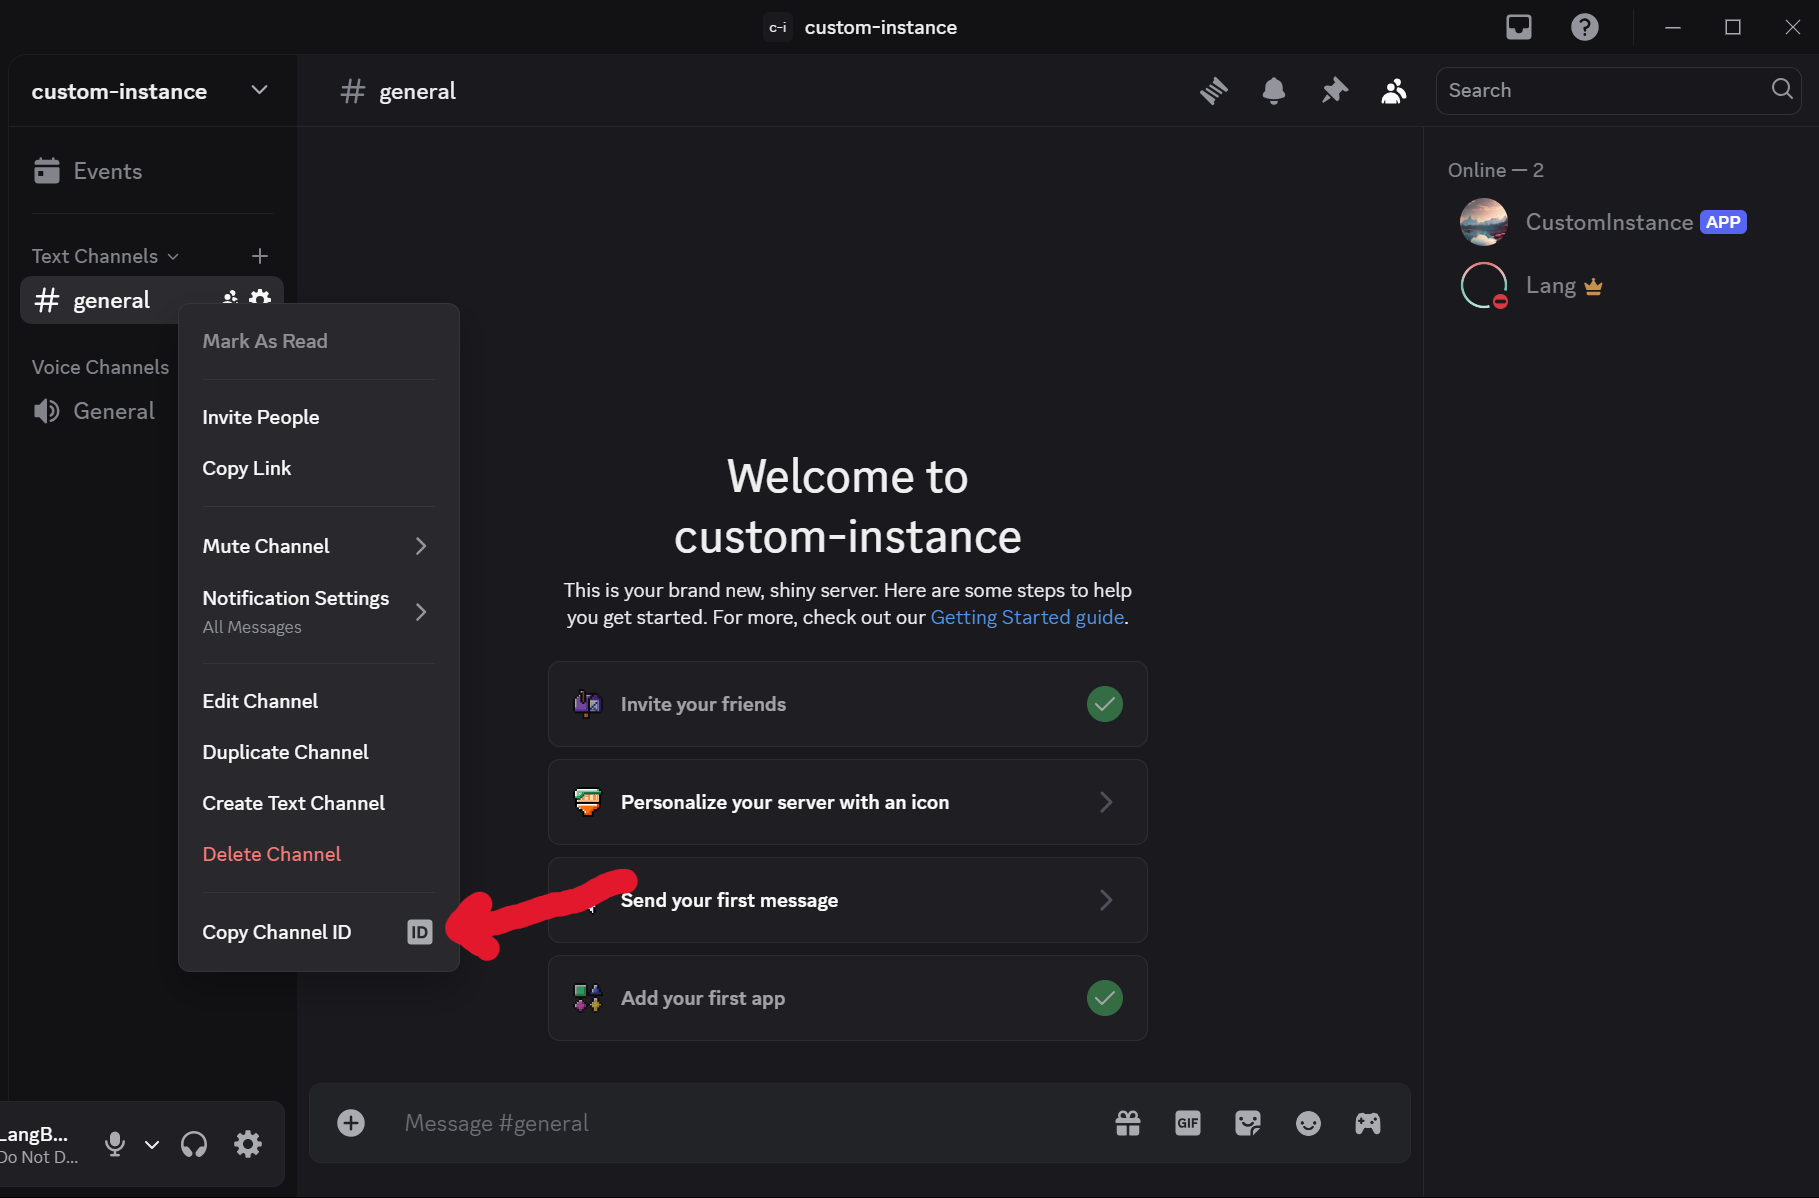 c-i custom-instance
custom-instance
Events
Text Channels
general
Voice Channels
General
Mark As Read
Invite People
Copy Link
Mute Channel
Notification Settings
All Messages
Edit Channel
Duplicate Channel
Create Text Channel
Delete Channel
Copy Channel ID ID
LangB...
Do Not D...
# general
Search
Welcome to
custom-instance
This is your brand new, shiny server. Here are some steps to help
you get started. For more, check out our Getting Started guide.
Invite your friends
Personalize your server with an icon
Send your first message
Add your first app
Message #general
GIF
Online — 2
CustomInstance APP
Lang